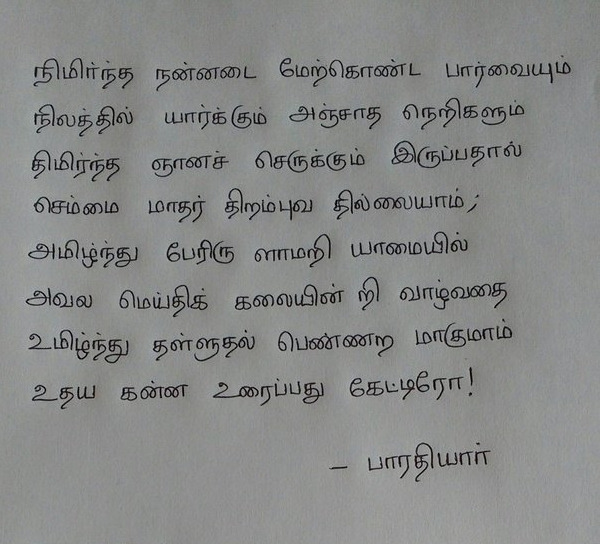 நிமிர்ந்த நன்னடை மேற்கொண்ட பார்வையும்
நிலத்தில் யார்க்கும் அஞ்சாத நெறிகளும்
திமிர்ந்த ஞானச் செருக்கும் இருப்பதால்
செம்மை மாதர் திறம்புவ தில்லையாம்;
அமிழ்ந்து பேரிரு ளாமறி யாமையில்
அவல மெய்திக் கலையின் றி வாழ்வதை
உமிழ்ந்து தள்ளுதல் பெண்ணற மாகுமாம்
உதய கன்ன உரைப்பது கேட்டிரோ!
– பாரதியார்